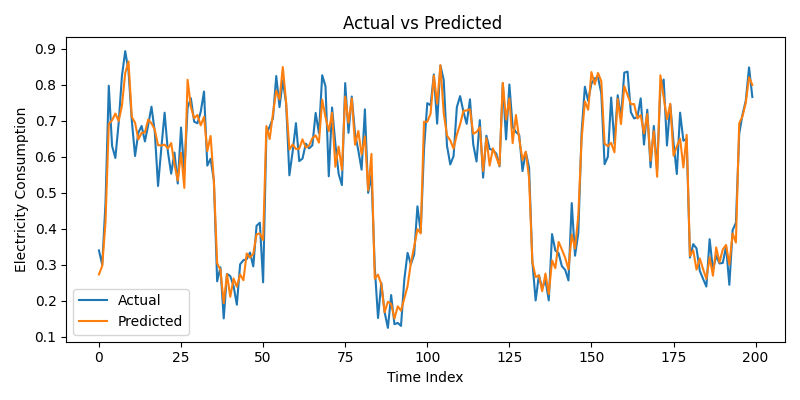 Actual vs Predicted
Electricity Consumption
0.9
0.8
0.7
0.6
0.5
0.4
0.3
0.2
0.1
Actual
Predicted
0 25 50 75 100 125 150 175 200
Time Index